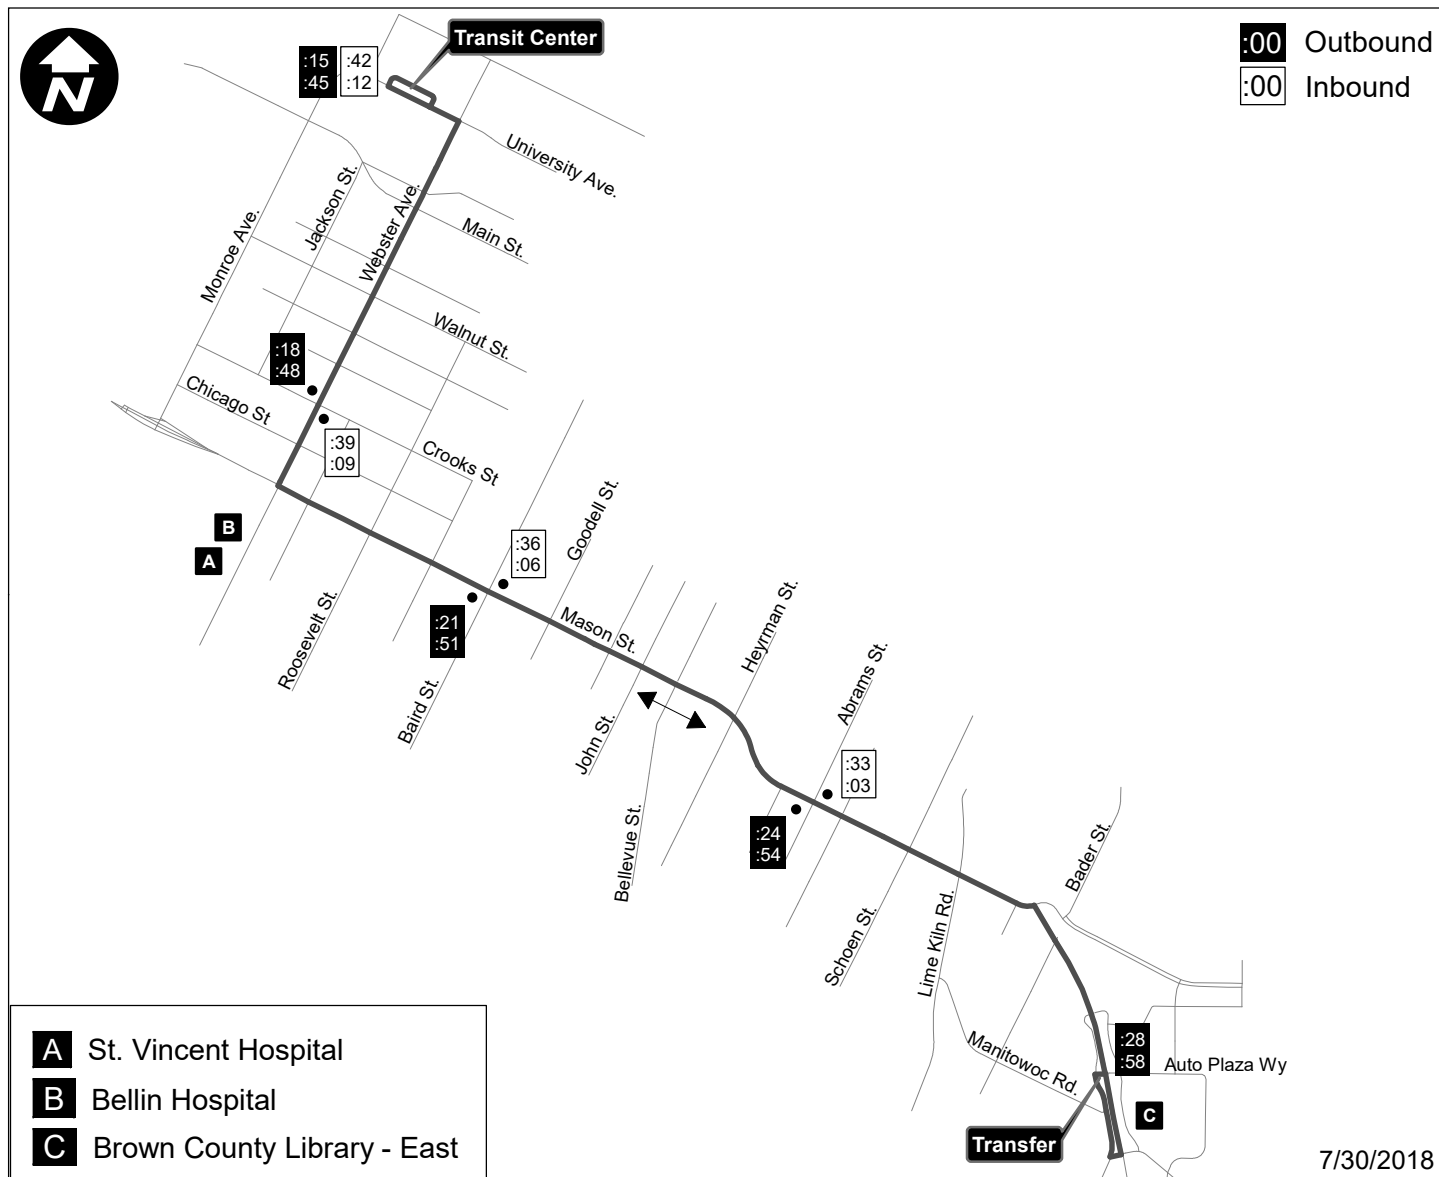 Transit Center
:00 Outbound
:00 Inbound
N
:15
:45
:42
:12
University Ave.
Jackson St.
Webster Ave.
Main St.
Monroe Ave.
Walnut St.
:18
:48
Chicago St
:39
:09
Crooks St
B
A
:36
:06
Goodell St.
:21
:51
Mason St.
Roosevelt St.
Baird St.
Heyrman St.
John St.
Abrams St.
:33
:03
:24
:54
Bellevue St.
Bader St.
Schoen St.
Lime Kiln Rd.
Manitowoc Rd.
:28
:58
Auto Plaza Wy
C
Transfer
A St. Vincent Hospital
B Bellin Hospital
C Brown County Library - East
7/30/2018